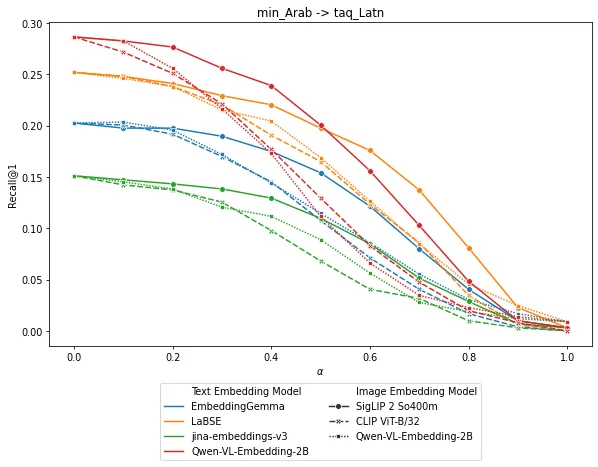 min_Arab -> taq_Latn
0.30
0.25
0.20
0.15
0.10
0.05
0.00
Recall@1
0.0 0.2 0.4 0.6 0.8 1.0
α
Text Embedding Model Image Embedding Model
EmbeddingGemma SigLIP 2 So400m
LaBSE CLIP ViT-B/32
jina-embeddings-v3 Qwen-VL-Embedding-2B
Qwen-VL-Embedding-2B